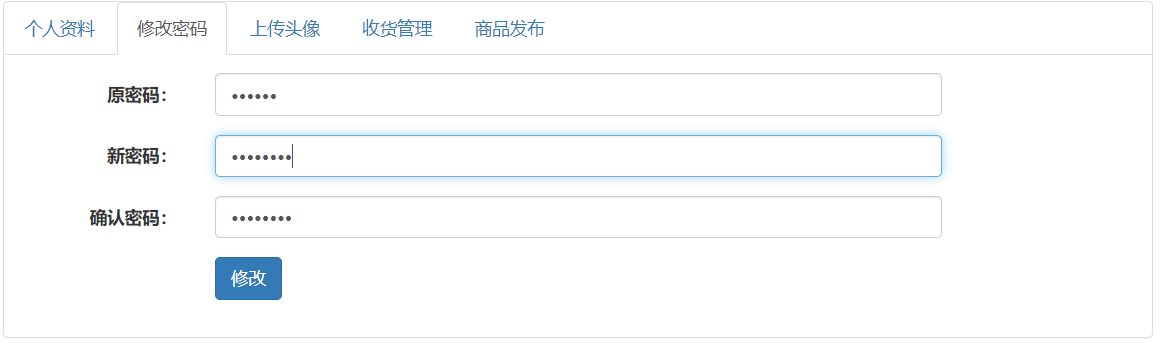 个人资料 修改密码 上传头像 收货管理 商品发布
原密码： ••••••
新密码： ••••••••
确认密码： ••••••••
修改